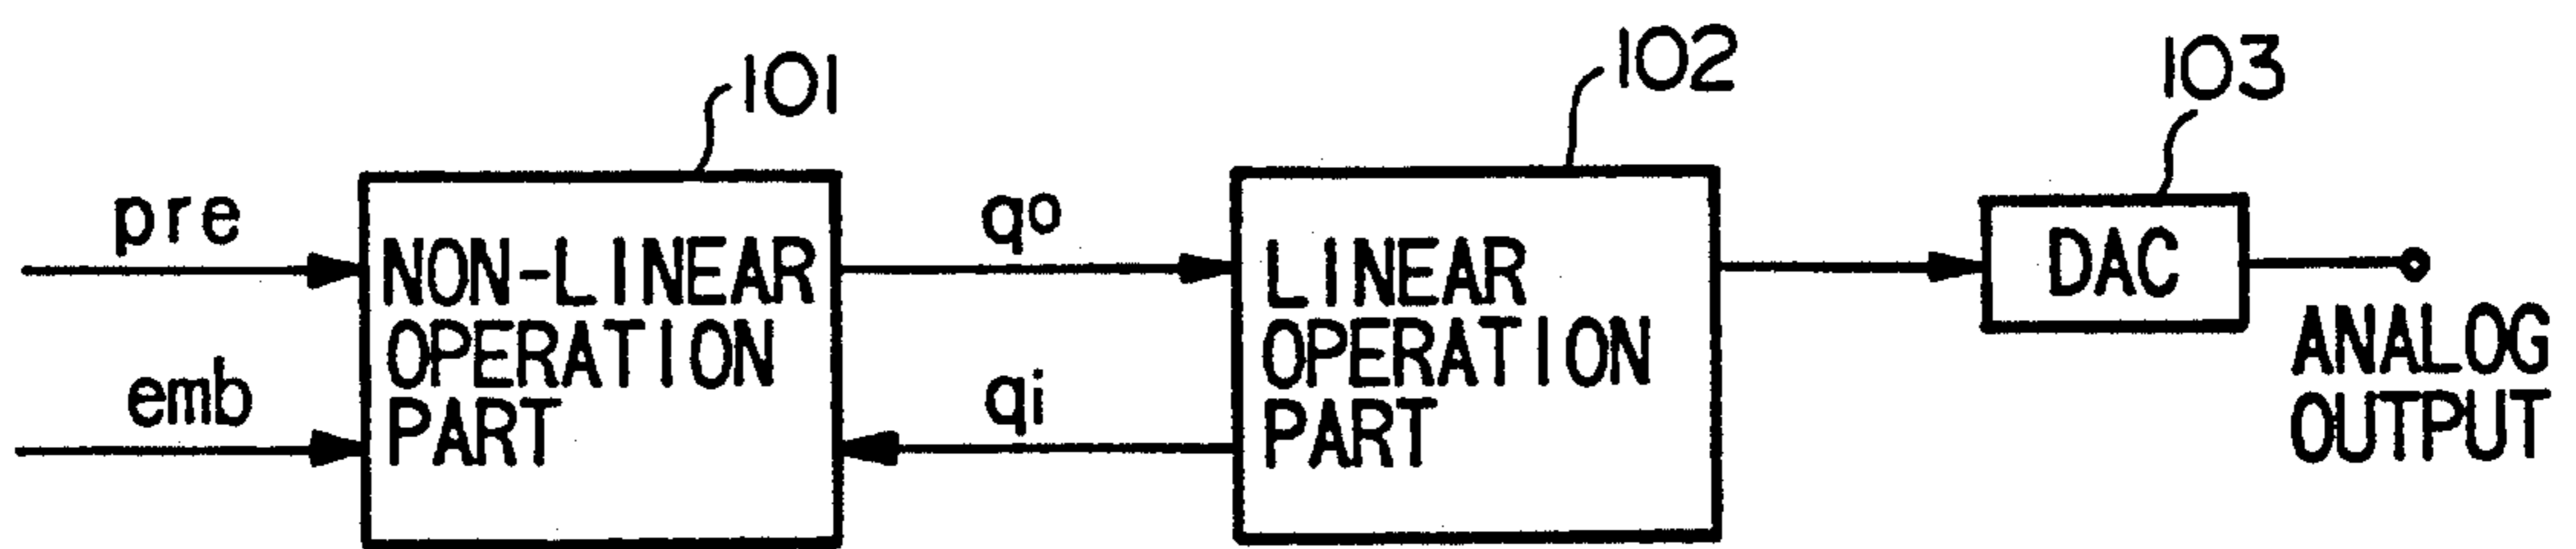 101
102
103
pre
emb
NON-LINEAR
OPERATION
PART
qo
qi
LINEAR
OPERATION
PART
DAC
ANALOG
OUTPUT